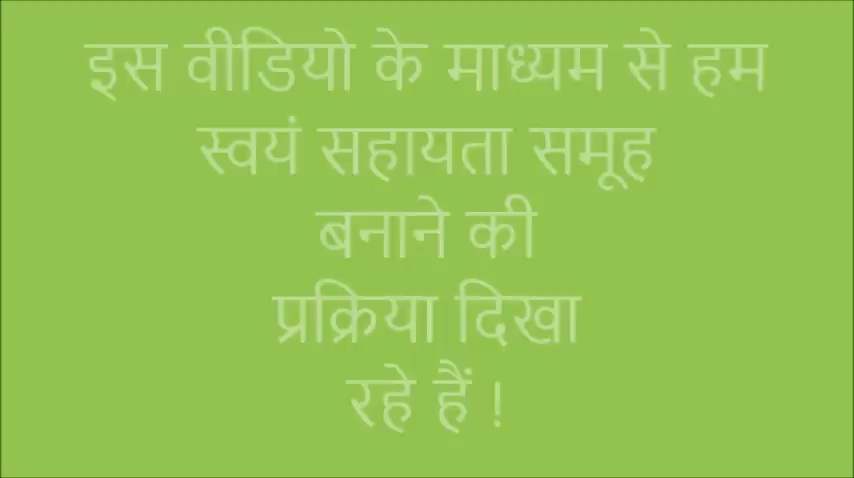 इस वीडियो के माध्यम से हम
स्वयं सहायता समूह
बनाने की
प्रक्रिया दिखा
रहे हैं !